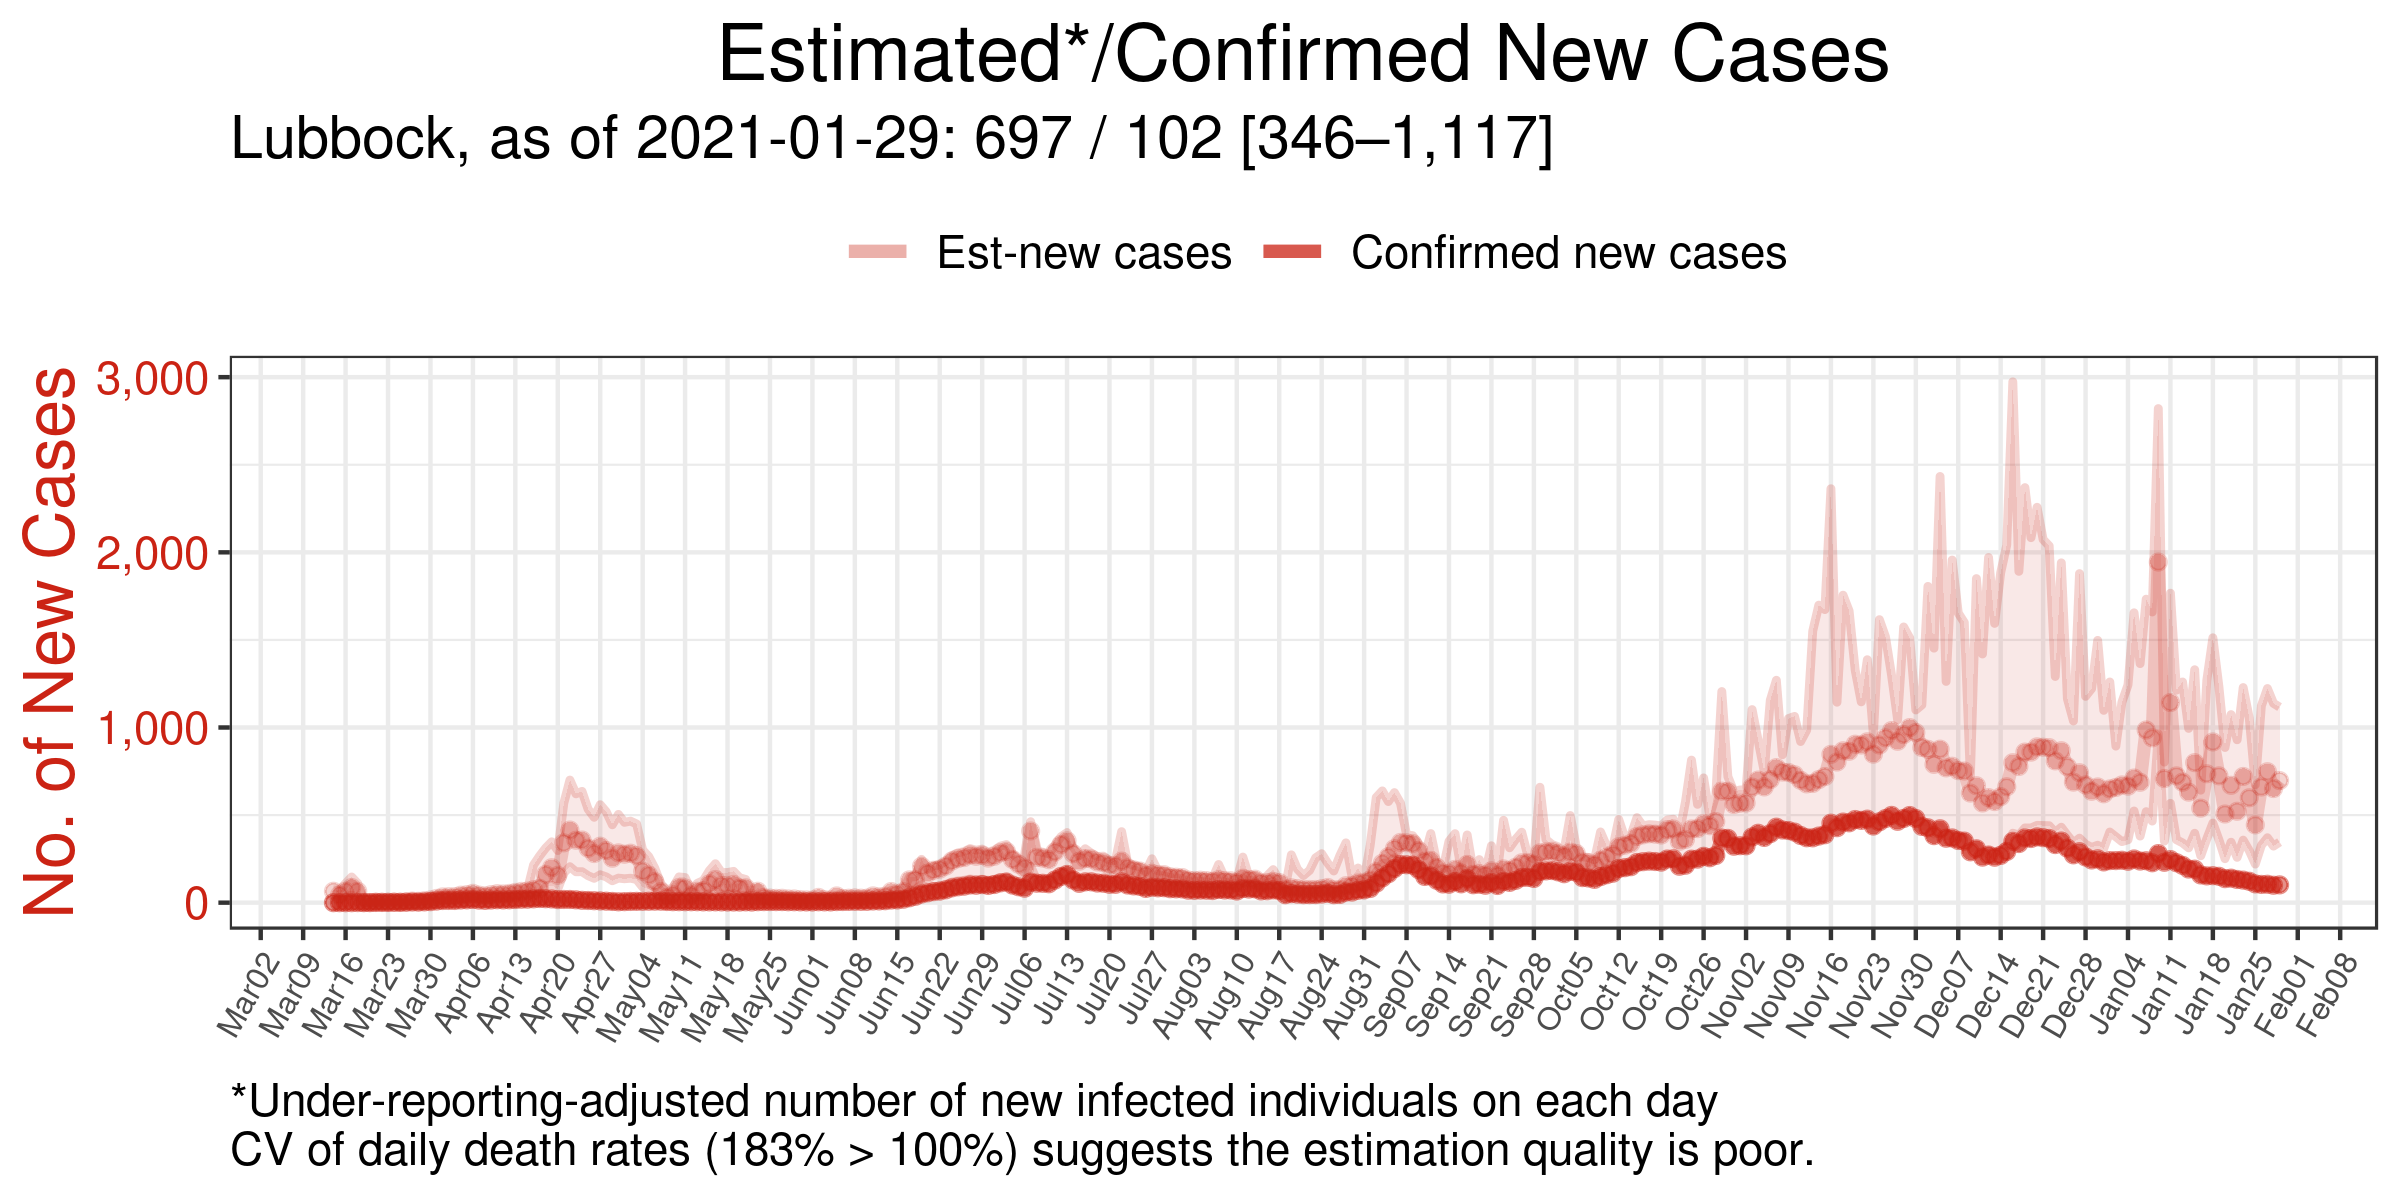 Estimated*/Confirmed New Cases
Lubbock, as of 2021-01-29: 697 / 102 [346–1,117]
Est-new cases Confirmed new cases
No. of New Cases
3,000
2,000
1,000
0
Mar02 Mar09 Mar16 Mar23 Mar30 Apr06 Apr13 Apr20 Apr27 May04 May11 May18 May25 Jun01 Jun08 Jun15 Jun22 Jun29 Jul06 Jul13 Jul20 Jul27 Aug03 Aug10 Aug17 Aug24 Aug31 Sep07 Sep14 Sep21 Sep28 Oct05 Oct12 Oct19 Oct26 Nov02 Nov09 Nov16 Nov23 Nov30 Dec07 Dec14 Dec21 Dec28 Jan04 Jan11 Jan18 Jan25 Feb01 Feb08
*Under-reporting-adjusted number of new infected individuals on each day
CV of daily death rates (183% > 100%) suggests the estimation quality is poor.